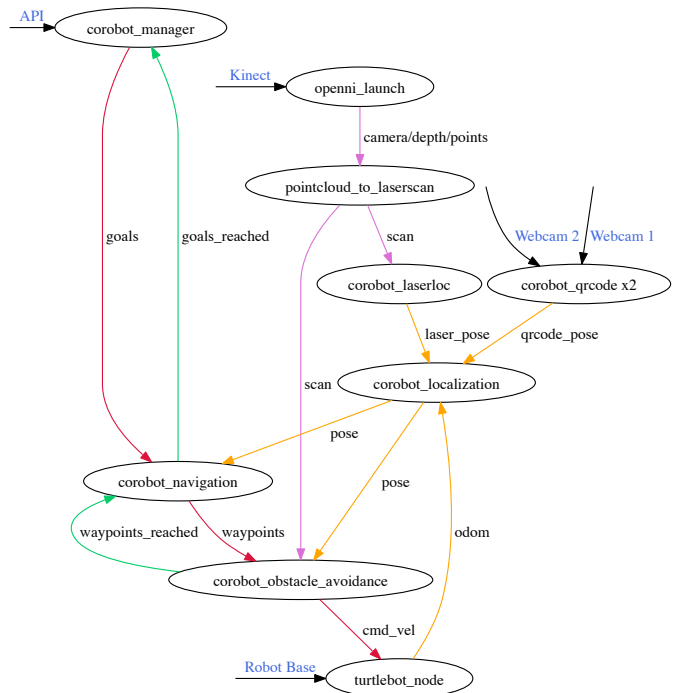 API
corobot_manager
Kinect
openni_launch
camera/depth/points
pointcloud_to_laserscan
goals
goals_reached
scan
Webcam 2
Webcam 1
corobot_laserloc
corobot_qrcode x2
laser_pose
qrcode_pose
scan
corobot_localization
pose
corobot_navigation
pose
waypoints_reached
waypoints
odom
corobot_obstacle_avoidance
cmd_vel
Robot Base
turtlebot_node